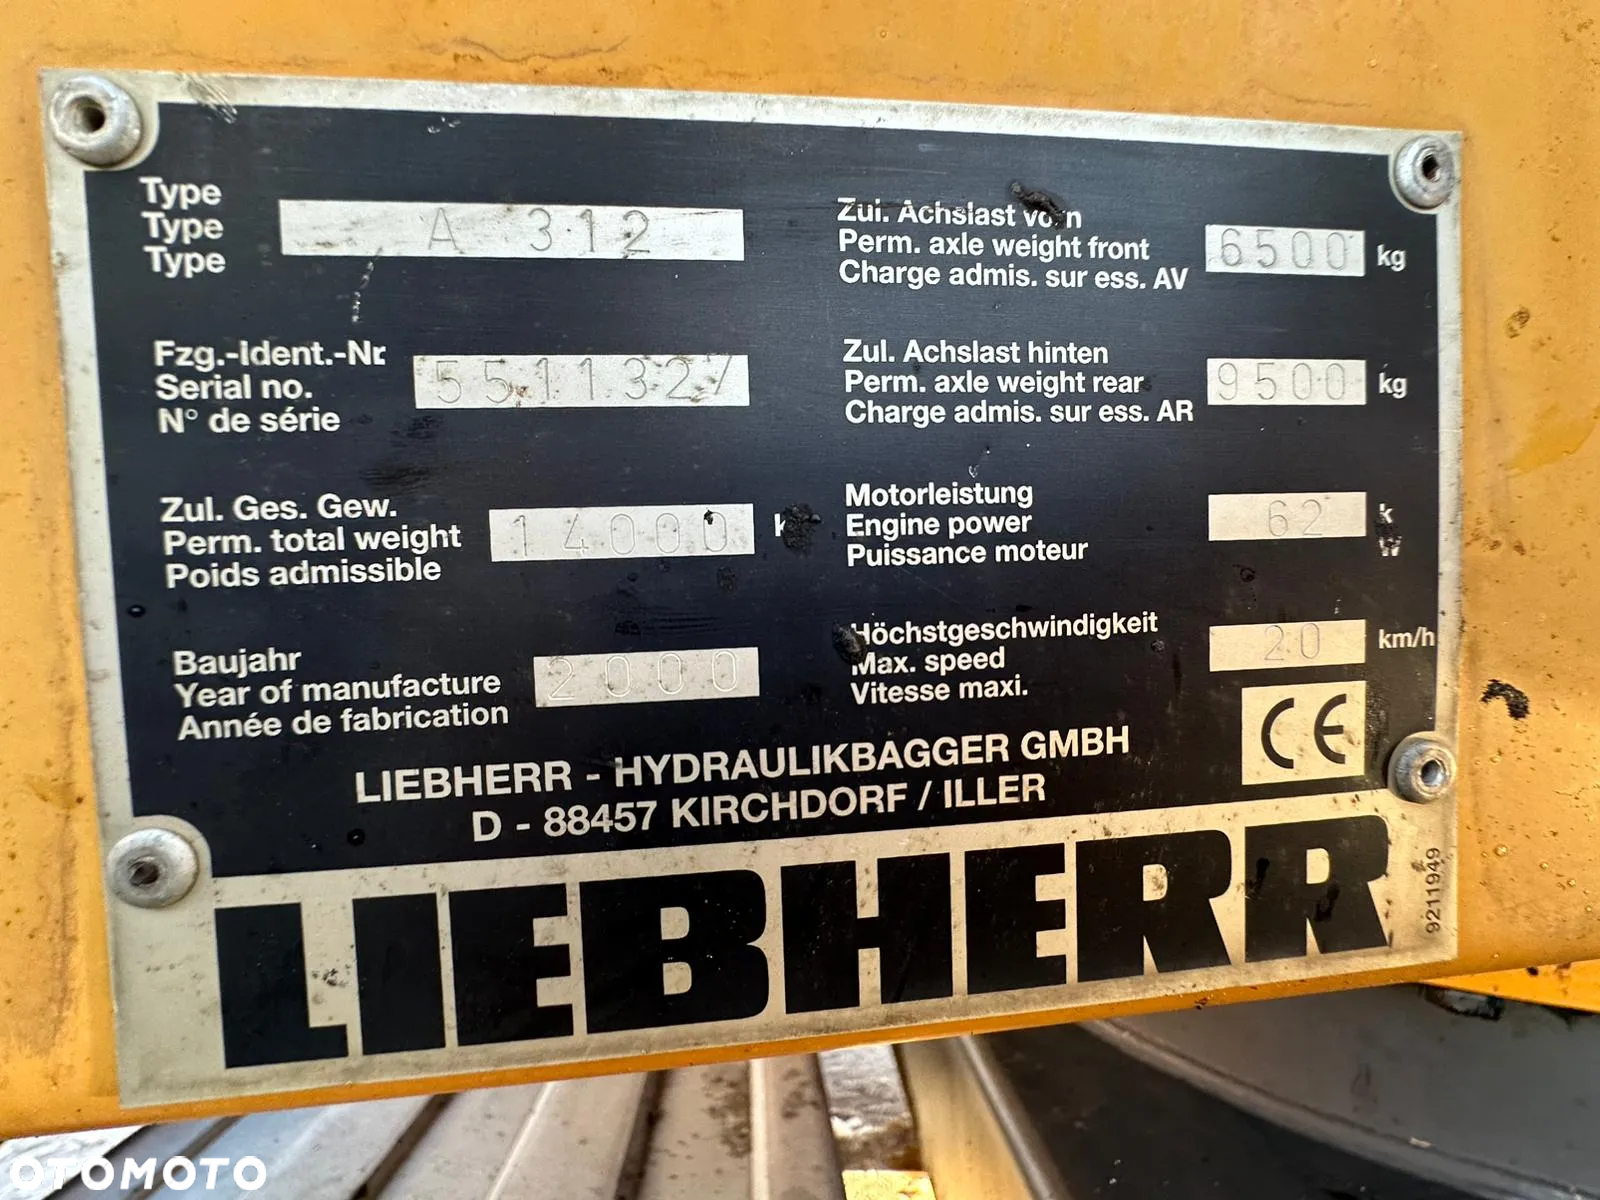 Type
Type A 312
Type
Fzg.-Ident.-Nr.
Serial no. 5511327
N° de série
Zul. Ges. Gew.
Perm. total weight 14000
Poids admissible
Baujahr
Year of manufacture 2000
Année de fabrication
Zul. Achslast vorn
Perm. axle weight front 6500 kg
Charge admis. sur ess. AV
Zul. Achslast hinten
Perm. axle weight rear 9500 kg
Charge admis. sur ess. AR
Motorleistung
Engine power 62 kW
Puissance moteur
Höchstgeschwindigkeit
Max. speed 20 km/h
Vitesse maxi.
CE
LIEBHERR - HYDRAULIKBAGGER GMBH
D - 88457 KIRCHDORF / ILLER
LIEBHERR
9211949
OTOMOTO